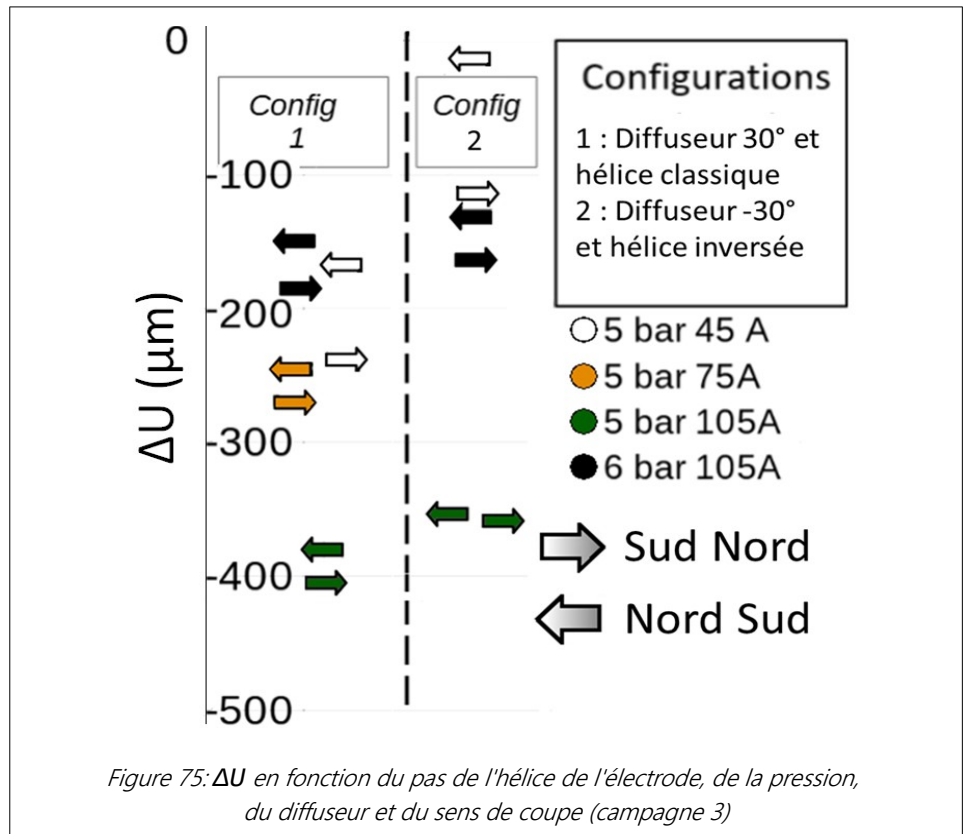 0
-100
-200
-300
-400
-500
ΔU (μm)
Config
1
Config
2
Configurations
1 : Diffuseur 30° et
hélice classique
2 : Diffuseur -30°
et hélice inversée
5 bar 45 A
5 bar 75A
5 bar 105A
6 bar 105A
Sud Nord
Nord Sud
Figure 75: ΔU en fonction du pas de l'hélice de l'électrode, de la pression,
du diffuseur et du sens de coupe (campagne 3)